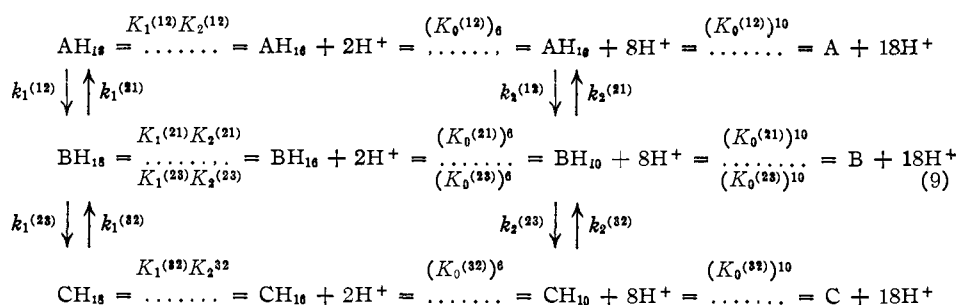 K₁⁽¹²⁾K₂⁽¹²⁾ (K₀⁽¹²⁾)₆ (K₀⁽¹²⁾)¹⁰
AH₁₈ = ....... = AH₁₆ + 2H⁺ = ....... = AH₁₀ + 8H⁺ = ....... = A + 18H⁺
k₁⁽¹²⁾ ↓ ↑ k₁⁽²¹⁾ k₂⁽¹²⁾ ↓ ↑ k₂⁽²¹⁾
K₁⁽²¹⁾K₂⁽²¹⁾ (K₀⁽²¹⁾)⁶ (K₀⁽²¹⁾)¹⁰
BH₁₈ = ........ = BH₁₆ + 2H⁺ = ........ = BH₁₀ + 8H⁺ = ........ = B + 18H⁺
K₁⁽²³⁾K₂⁽²³⁾ (K₀⁽²³⁾)⁶ (K₀⁽²³⁾)¹⁰ (9)
k₁⁽²³⁾ ↓ ↑ k₁⁽³²⁾ k₂⁽²³⁾ ↓ ↑ k₂⁽³²⁾
K₁⁽³²⁾K₂³² (K₀⁽³²⁾)⁶ (K₀⁽³²⁾)¹⁰
CH₁₈ = ....... = CH₁₆ + 2H⁺ = ....... = CH₁₀ + 8H⁺ = ....... = C + 18H⁺